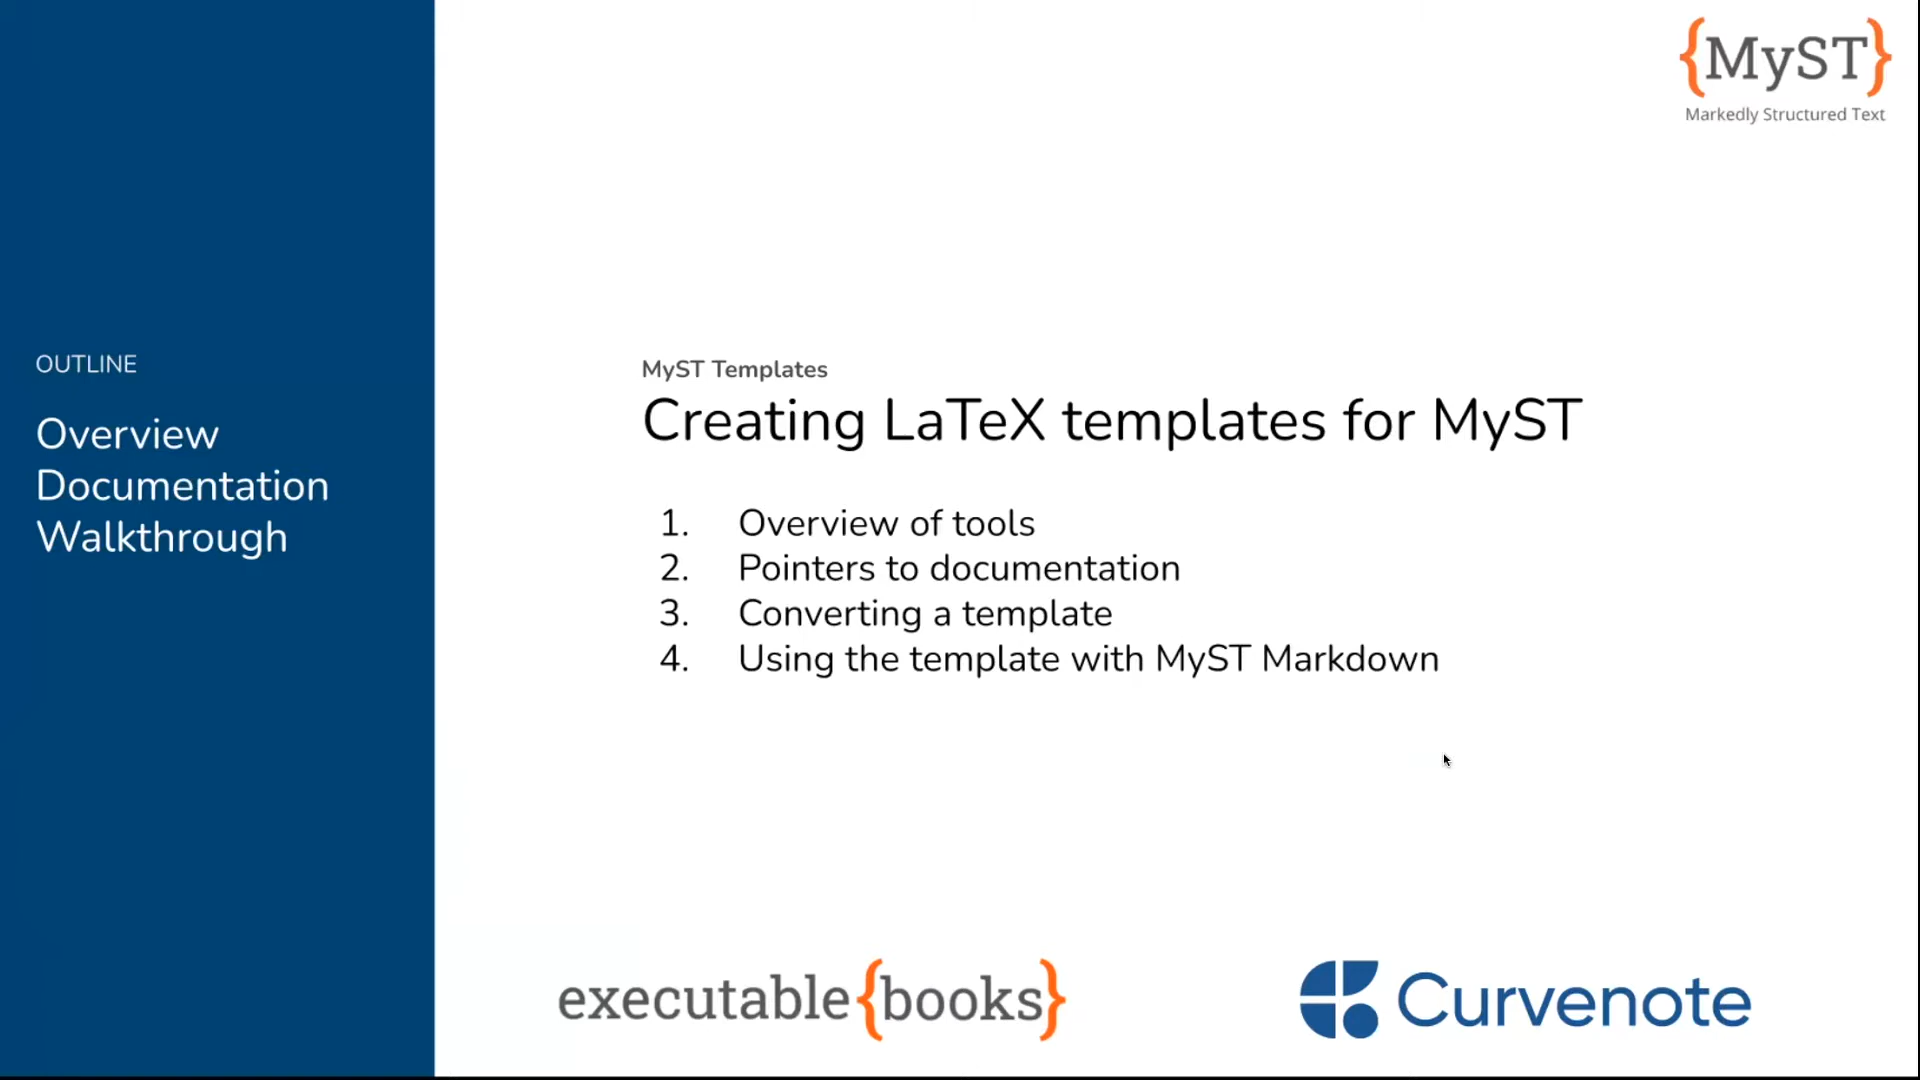 {MyST}
Markedly Structured Text
OUTLINE
Overview
Documentation
Walkthrough
MyST Templates
Creating LaTeX templates for MyST
1. Overview of tools
2. Pointers to documentation
3. Converting a template
4. Using the template with MyST Markdown
executable{books}
Curvenote